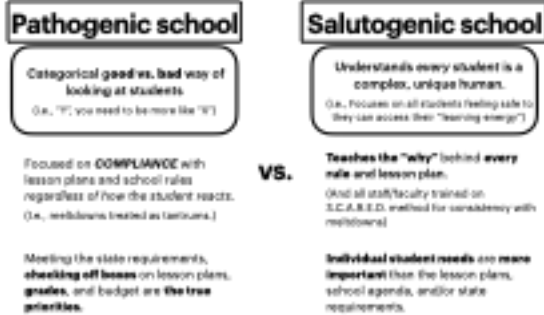 Pathogenic school
Categorical good vs. bad way of
looking at students
(i.e., "Y", you need to be more like "X")
Focused on COMPLIANCE with
lesson plans and school rules
regardless of how the student reacts.
(i.e., meltdowns treated as tantrums.)
Meeting the state requirements,
checking off boxes on lesson plans,
grades, and budget are the true
priorities.
vs.
Salutogenic school
Understands every student is a
complex, unique human.
(i.e., Focuses on all students feeling safe to
they can access their "learning energy")
Teaches the "why" behind every
rule and lesson plan.
(And all staff/faculty trained on
S.C.A.R.E.D. method for consistency with
meltdowns)
Individual student needs are more
important than the lesson plans,
school agenda, and/or state
requirements.